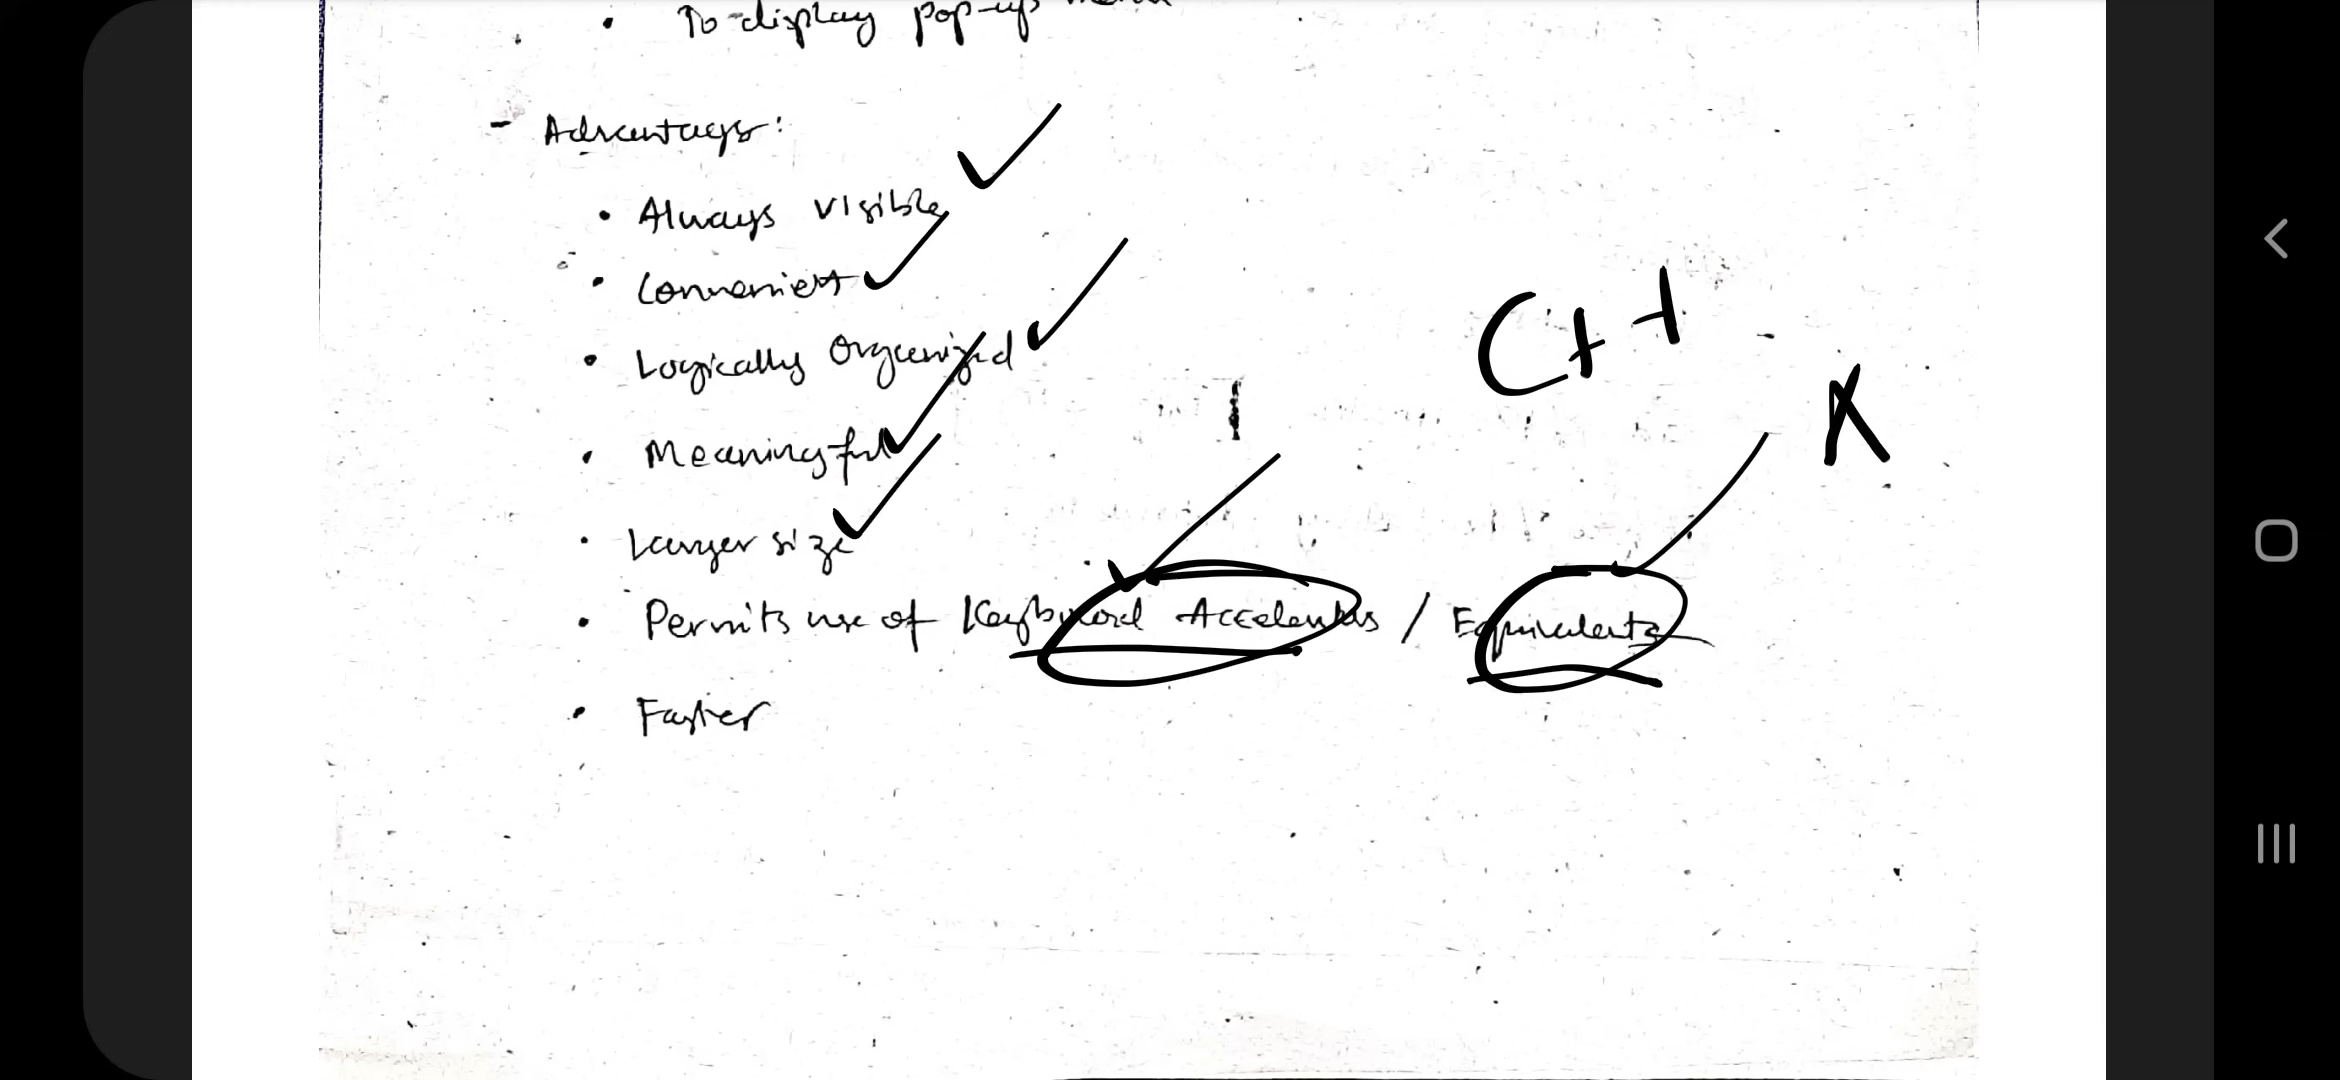 • To display pop-up menu
- Advantages:
• Always visible
• Convenient
• Logically Organized
• Meaningful
• Larger size
• Permits use of Keyboard Accelerators / Equivalents
• Faster
C++